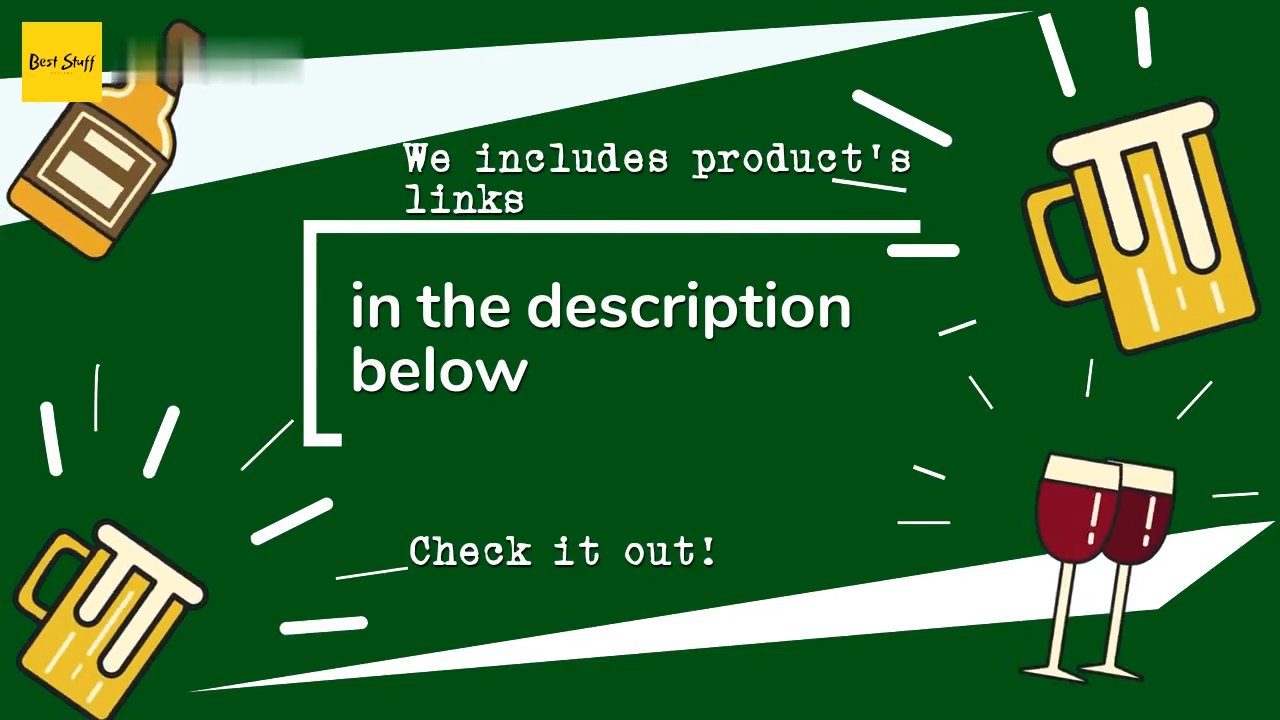 Best Stuff
We includes product's
links
in the description
below
Check it out!